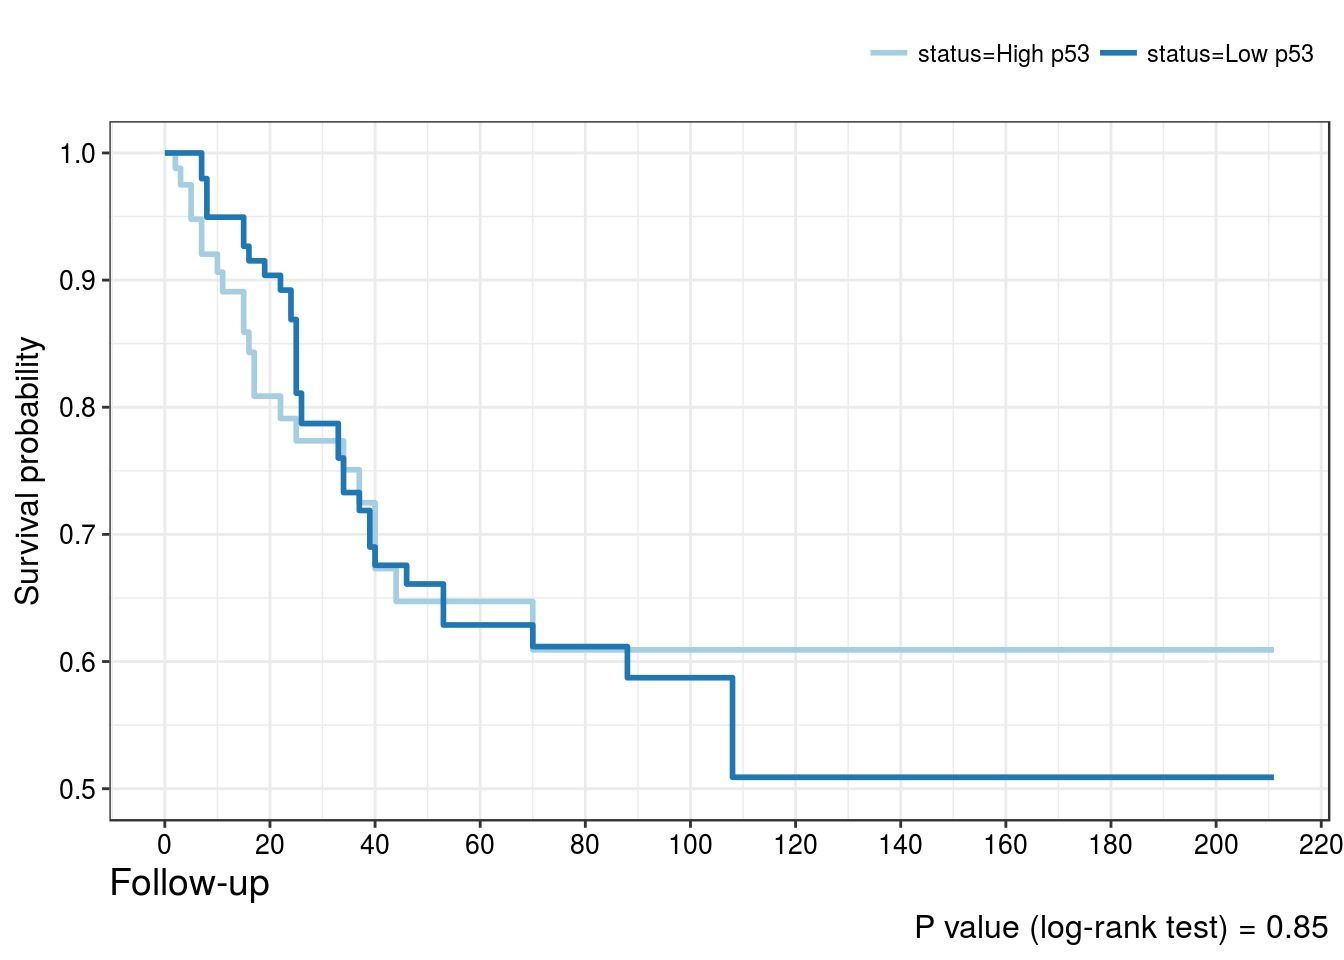 status=High p53 status=Low p53
1.0
0.9
0.8
0.7
0.6
0.5
Survival probability
0 20 40 60 80 100 120 140 160 180 200 220
Follow-up
P value (log-rank test) = 0.85